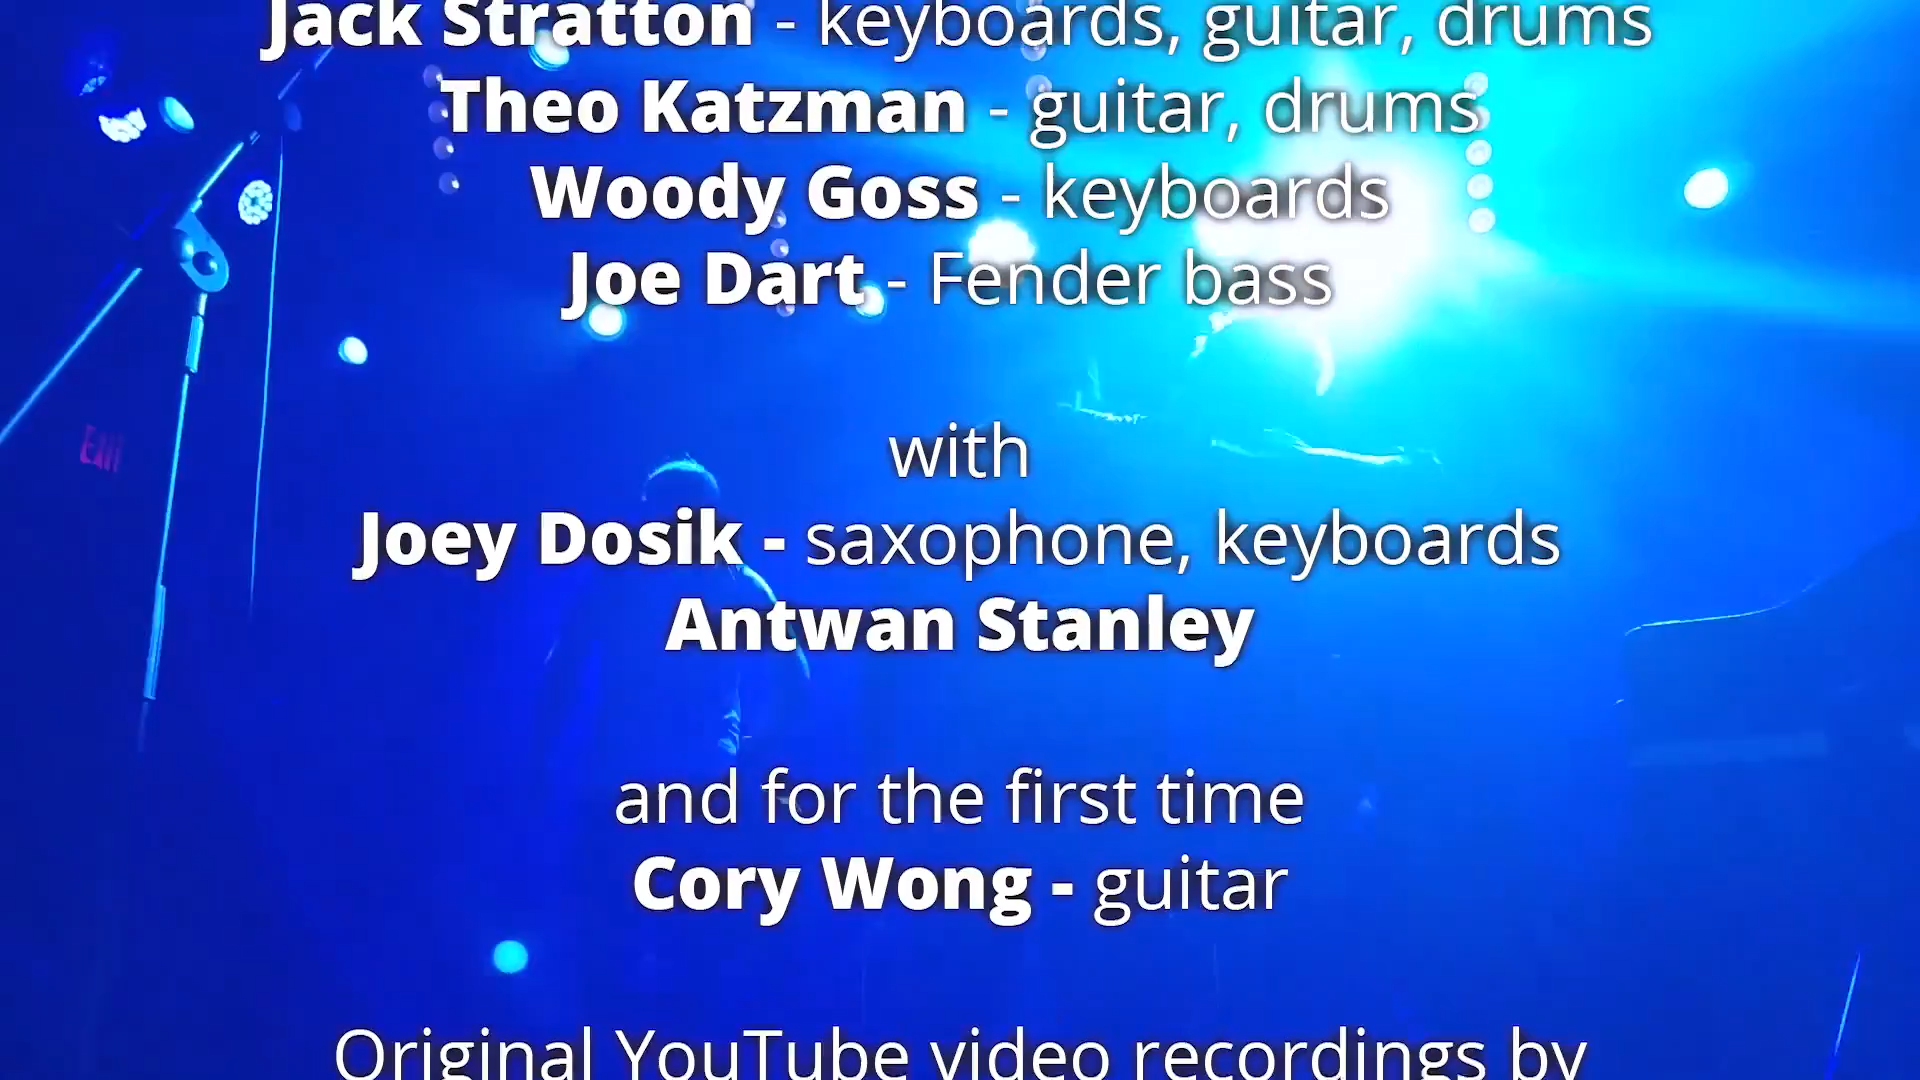 Jack Stratton - keyboards, guitar, drums
Theo Katzman - guitar, drums
Woody Goss - keyboards
Joe Dart - Fender bass
EXIT
with
Joey Dosik - saxophone, keyboards
Antwan Stanley
and for the first time
Cory Wong - guitar
Original YouTube video recordings by